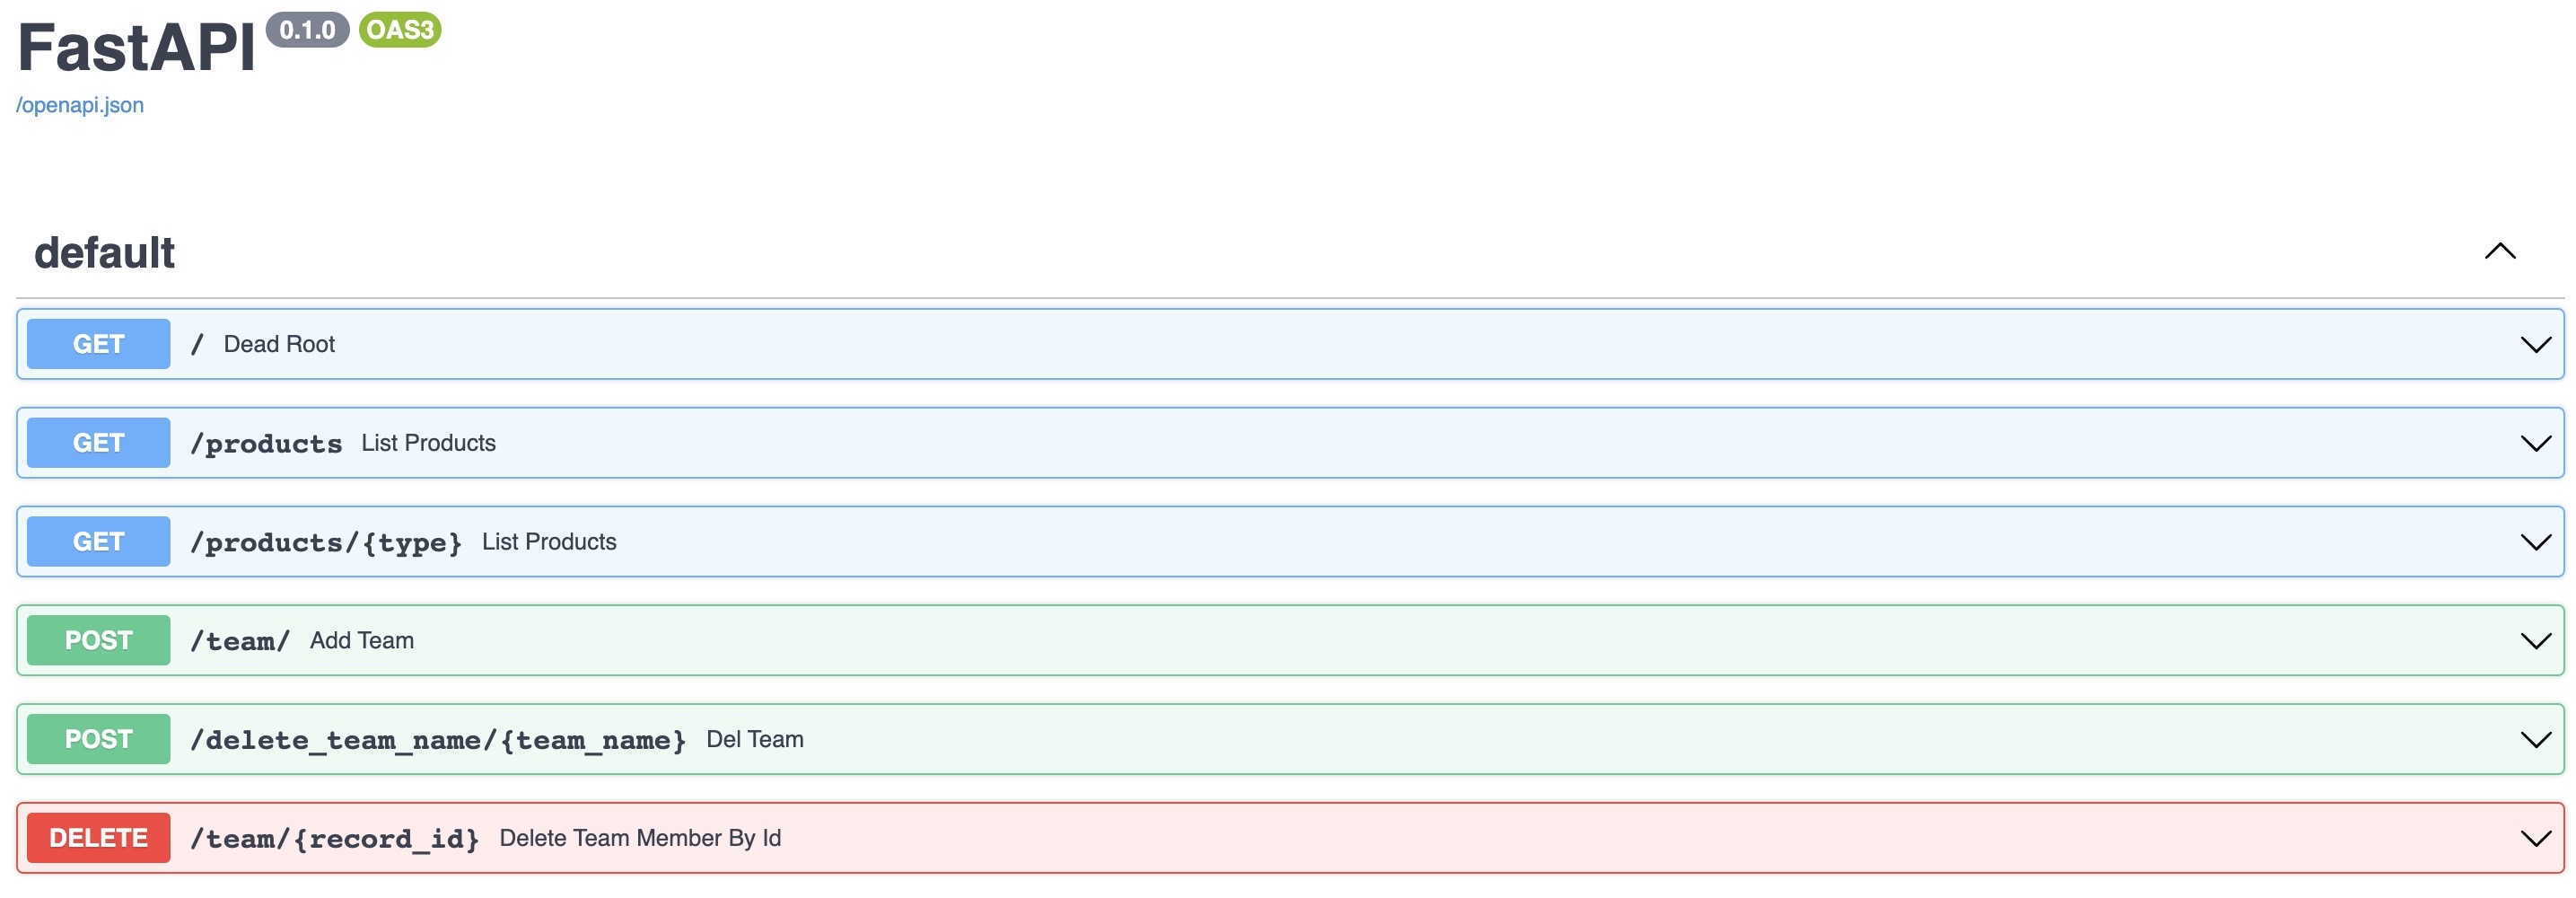 FastAPI 0.1.0 OAS3
/openapi.json
default
GET / Dead Root
GET /products List Products
GET /products/{type} List Products
POST /team/ Add Team
POST /delete_team_name/{team_name} Del Team
DELETE /team/{record_id} Delete Team Member By Id